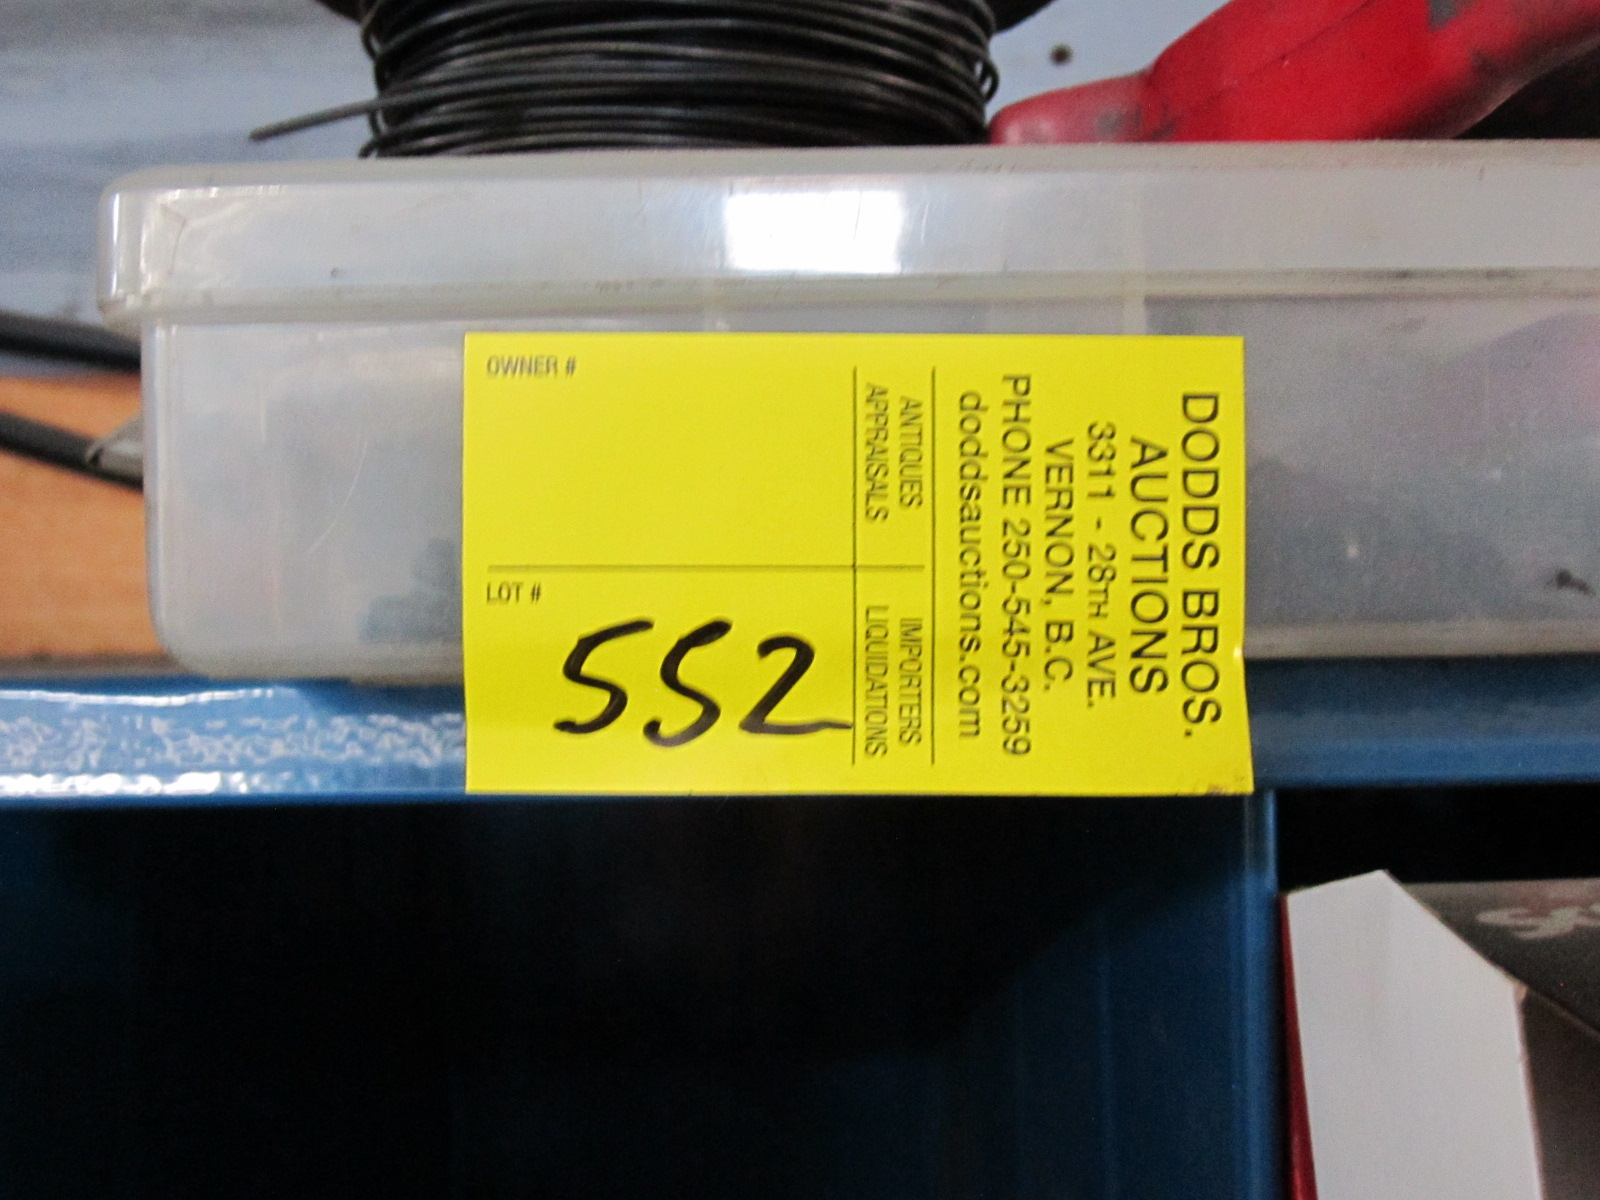 DODDS BROS.
AUCTIONS
3311 - 28TH AVE.
VERNON, B.C.
PHONE 250-545-3259
doddsauctions.com
ANTIQUES IMPORTERS
APPRAISALS LIQUIDATIONS
OWNER #
LOT #
552